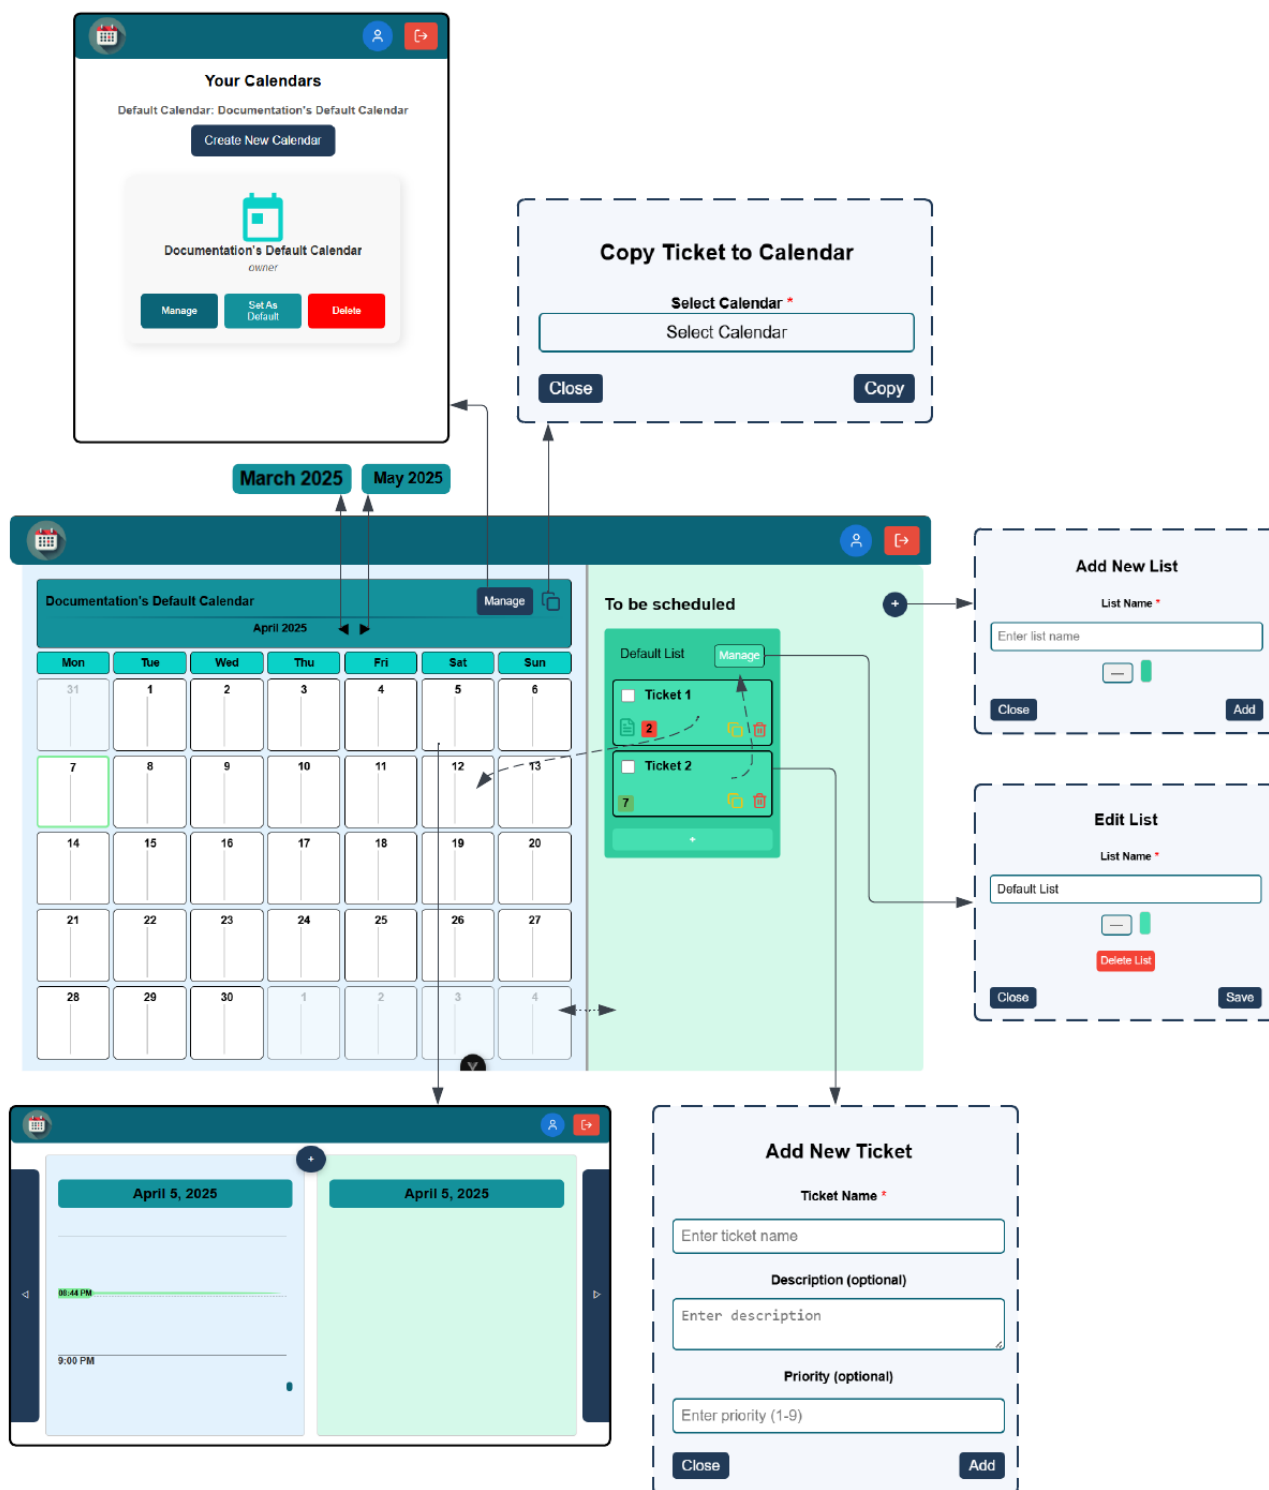 Your Calendars
Default Calendar: Documentation's Default Calendar
Create New Calendar
Documentation's Default Calendar
owner
Manage
Set As
Default
Delete
Copy Ticket to Calendar
Select Calendar *
Select Calendar
Close
Copy
March 2025
May 2025
Documentation's Default Calendar
Manage
April 2025
Mon Tue Wed Thu Fri Sat Sun
31 1 2 3 4 5 6
7 8 9 10 11 12 13
14 15 16 17 18 19 20
21 22 23 24 25 26 27
28 29 30 1 2 3 4
To be scheduled
+
Default List
Manage
Ticket 1
2
Ticket 2
7
+
Add New List
List Name *
Enter list name
—
Close
Add
Edit List
List Name *
Default List
—
Delete List
Close
Save
+
April 5, 2025
April 5, 2025
08:44 PM
9:00 PM
Add New Ticket
Ticket Name *
Enter ticket name
Description (optional)
Enter description
Priority (optional)
Enter priority (1-9)
Close
Add